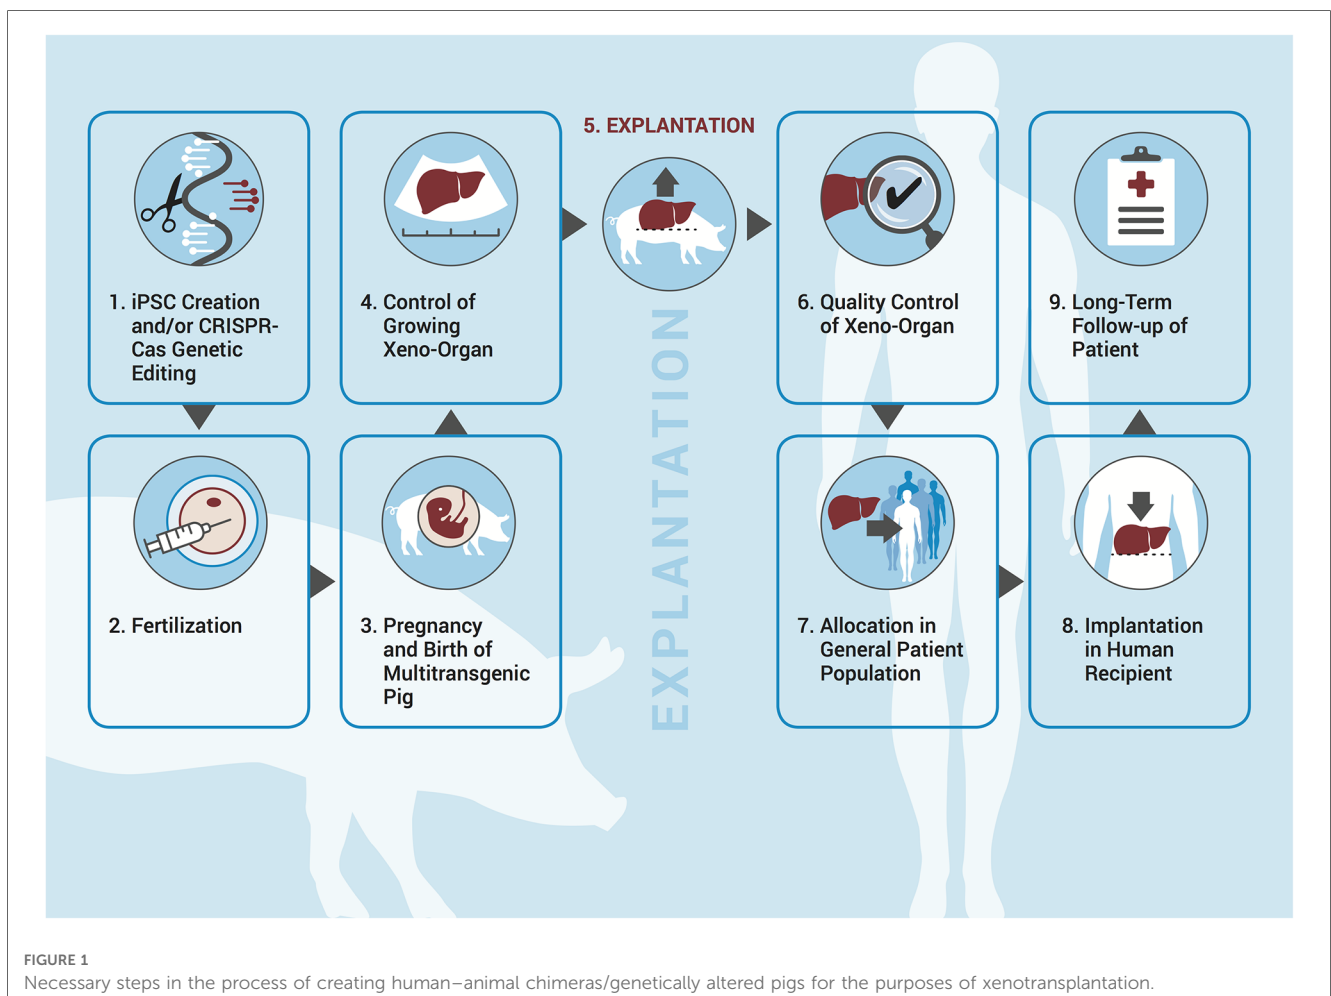 1. iPSC Creation
and/or CRISPR-
Cas Genetic
Editing
2. Fertilization
3. Pregnancy
and Birth of
Multitransgenic
Pig
4. Control of
Growing
Xeno-Organ
5. EXPLANTATION
EXPLANTATION
6. Quality Control
of Xeno-Organ
7. Allocation in
General Patient
Population
8. Implantation
in Human
Recipient
9. Long-Term
Follow-up of
Patient
FIGURE 1
Necessary steps in the process of creating human–animal chimeras/genetically altered pigs for the purposes of xenotransplantation.